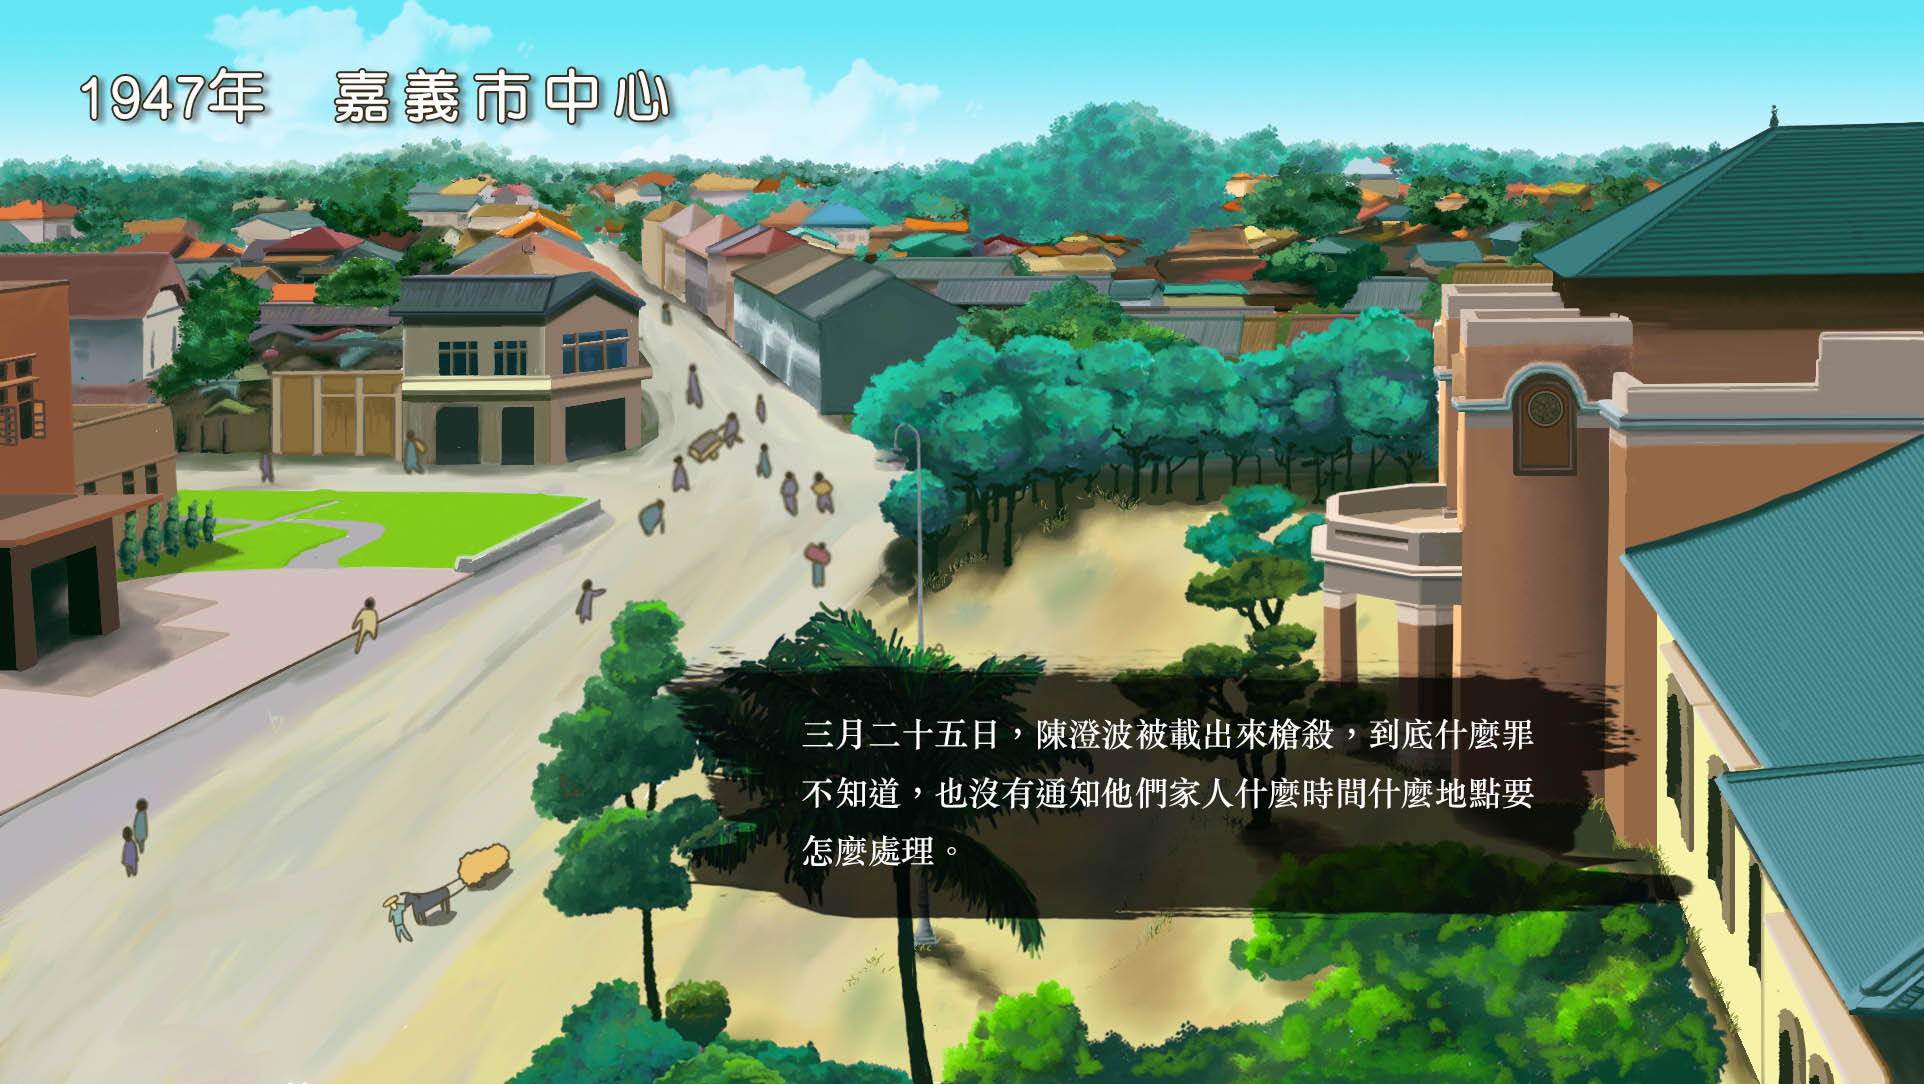 1947年　嘉義市中心
三月二十五日，陳澄波被載出來槍殺，到底什麼罪
不知道，也沒有通知他們家人什麼時間什麼地點要
怎麼處理。